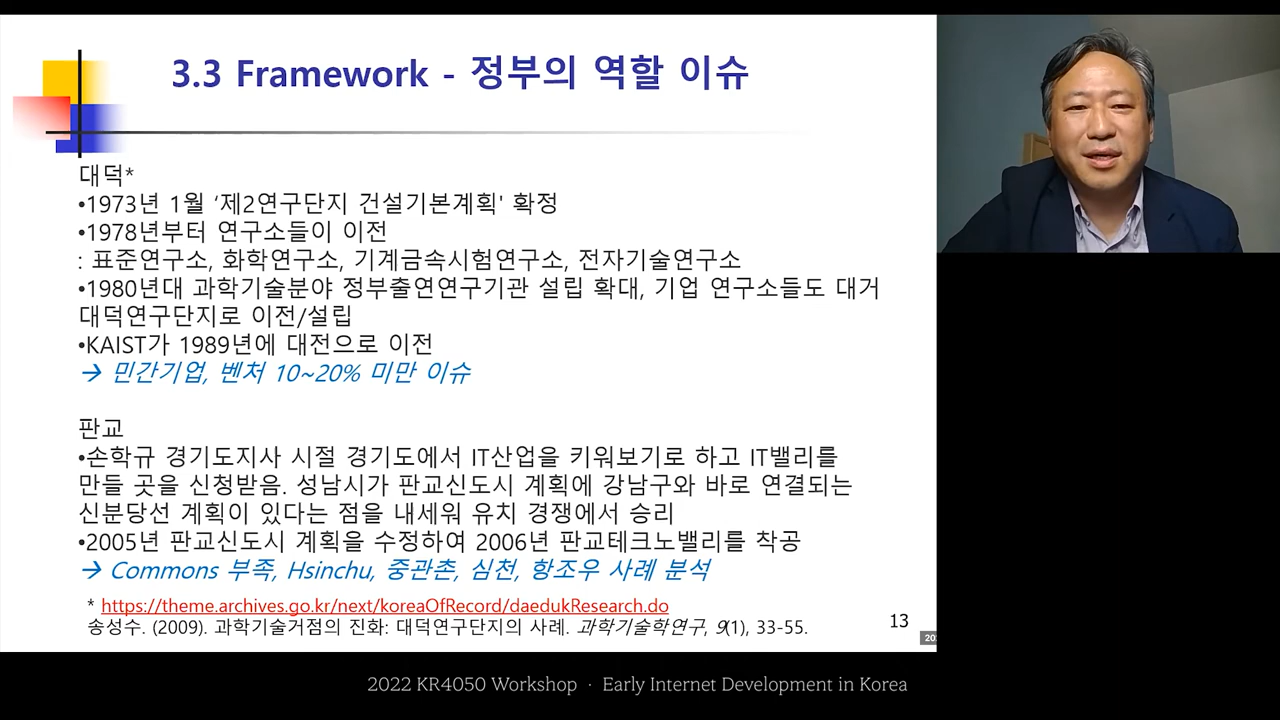 3.3 Framework - 정부의 역할 이슈
대덕*
•1973년 1월 ‘제2연구단지 건설기본계획' 확정
•1978년부터 연구소들이 이전
: 표준연구소, 화학연구소, 기계금속시험연구소, 전자기술연구소
•1980년대 과학기술분야 정부출연연구기관 설립 확대, 기업 연구소들도 대거
대덕연구단지로 이전/설립
•KAIST가 1989년에 대전으로 이전
→ 민간기업, 벤처 10~20% 미만 이슈
판교
•손학규 경기도지사 시절 경기도에서 IT산업을 키워보기로 하고 IT밸리를
만들 곳을 신청받음. 성남시가 판교신도시 계획에 강남구와 바로 연결되는
신분당선 계획이 있다는 점을 내세워 유치 경쟁에서 승리
•2005년 판교신도시 계획을 수정하여 2006년 판교테크노밸리를 착공
→ Commons 부족, Hsinchu, 중관촌, 심천, 항조우 사례 분석
* https://theme.archives.go.kr/next/koreaOfRecord/daedukResearch.do
송성수. (2009). 과학기술거점의 진화: 대덕연구단지의 사례. 과학기술학연구, 9(1), 33-55.
13
2022 KR4050 Workshop · Early Internet Development in Korea